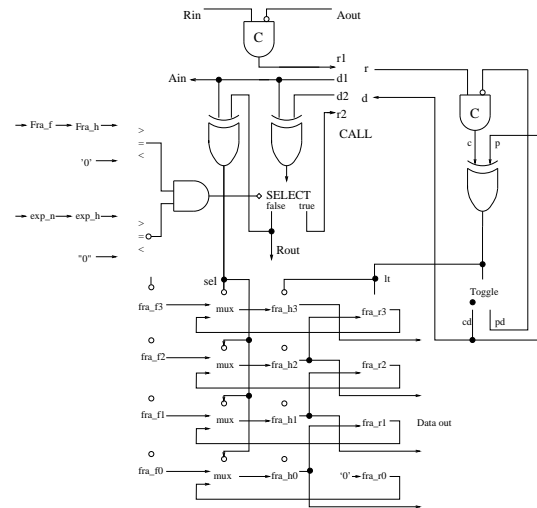 Rin Aout
C
r1
Ain d1 r
d2 d
r2
CALL
C
Fra_f Fra_h > = <
'0'
c p
SELECT
false true
exp_n exp_h > = <
"0"
Rout
sel lt
Toggle
cd pd
fra_f3 mux fra_h3 fra_r3
fra_f2 mux fra_h2 fra_r2
fra_f1 mux fra_h1 fra_r1 Data out
fra_f0 mux fra_h0 '0' fra_r0